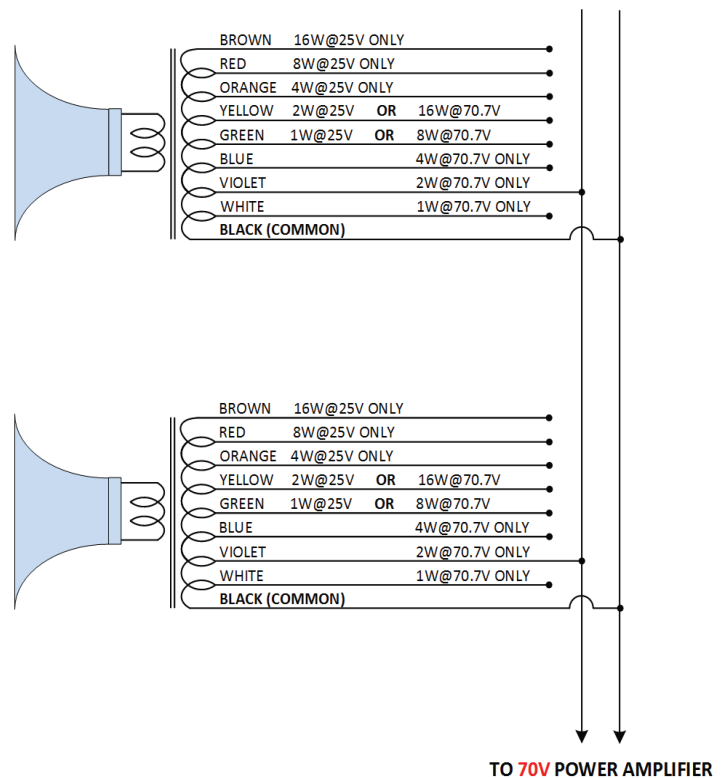 BROWN 16W@25V ONLY
RED 8W@25V ONLY
ORANGE 4W@25V ONLY
YELLOW 2W@25V OR 16W@70.7V
GREEN 1W@25V OR 8W@70.7V
BLUE 4W@70.7V ONLY
VIOLET 2W@70.7V ONLY
WHITE 1W@70.7V ONLY
BLACK (COMMON)
BROWN 16W@25V ONLY
RED 8W@25V ONLY
ORANGE 4W@25V ONLY
YELLOW 2W@25V OR 16W@70.7V
GREEN 1W@25V OR 8W@70.7V
BLUE 4W@70.7V ONLY
VIOLET 2W@70.7V ONLY
WHITE 1W@70.7V ONLY
BLACK (COMMON)
TO 70V POWER AMPLIFIER